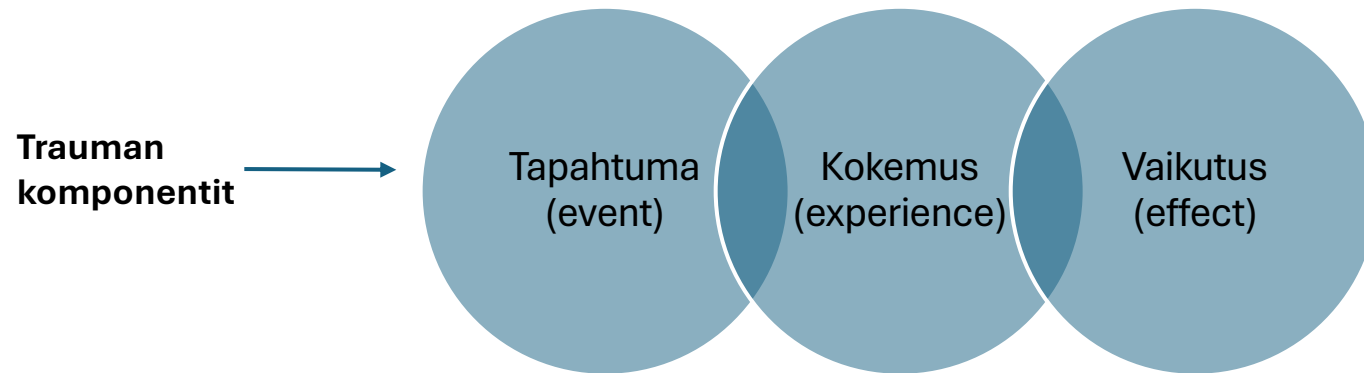 Trauman
komponentit
Tapahtuma
(event)
Kokemus
(experience)
Vaikutus
(effect)